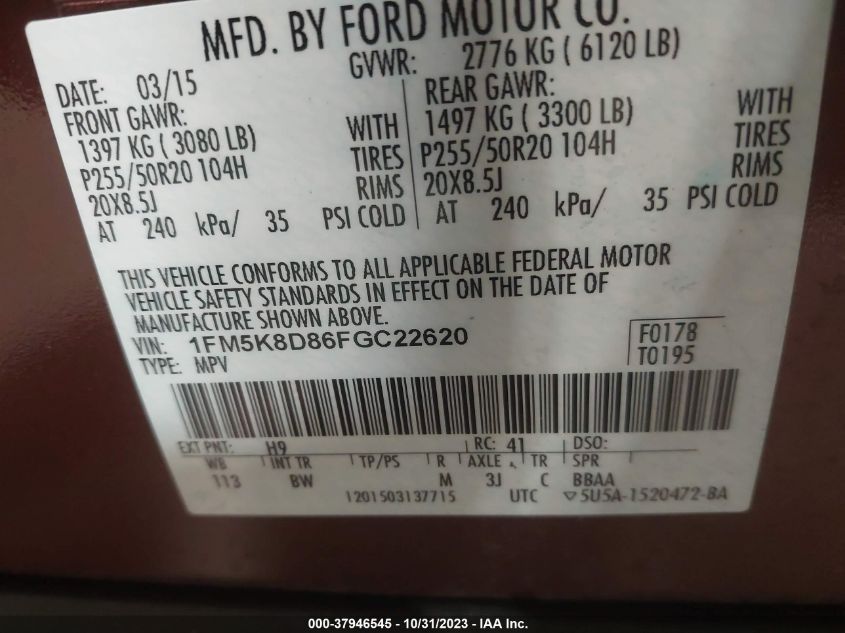 MFD. BY FORD MOTOR CO.
DATE: 03/15 GVWR: 2776 KG ( 6120 LB)
FRONT GAWR: REAR GAWR:
1397 KG ( 3080 LB) WITH 1497 KG ( 3300 LB) WITH
P255/50R20 104H TIRES P255/50R20 104H TIRES
20X8.5J RIMS 20X8.5J RIMS
AT 240 kPa/ 35 PSI COLD AT 240 kPa/ 35 PSI COLD
THIS VEHICLE CONFORMS TO ALL APPLICABLE FEDERAL MOTOR
VEHICLE SAFETY STANDARDS IN EFFECT ON THE DATE OF
MANUFACTURE SHOWN ABOVE.
VIN: 1FM5K8D86FGC22620 F0178
TYPE: MPV T0195
EXT PNT: H9 RC: 41 DSO:
WB INT TR TP/PS R AXLE TR SPR
113 BW M 3J C BBAA
1201503137715 UTC ▽5U5A-1520472-BA
000-37946545 - 10/31/2023 - IAA Inc.